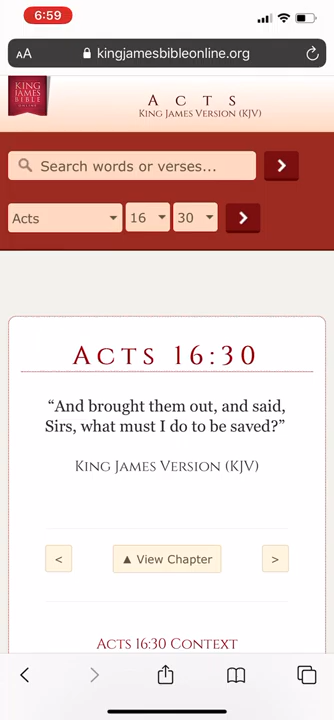 6:59
AA kingjamesbibleonline.org
KING
JAMES
BIBLE
ACTS
KING JAMES VERSION (KJV)
Search words or verses...
Acts 16 30
ACTS 16:30
“And brought them out, and said,
Sirs, what must I do to be saved?”
KING JAMES VERSION (KJV)
< ▲ View Chapter >
ACTS 16:30 CONTEXT